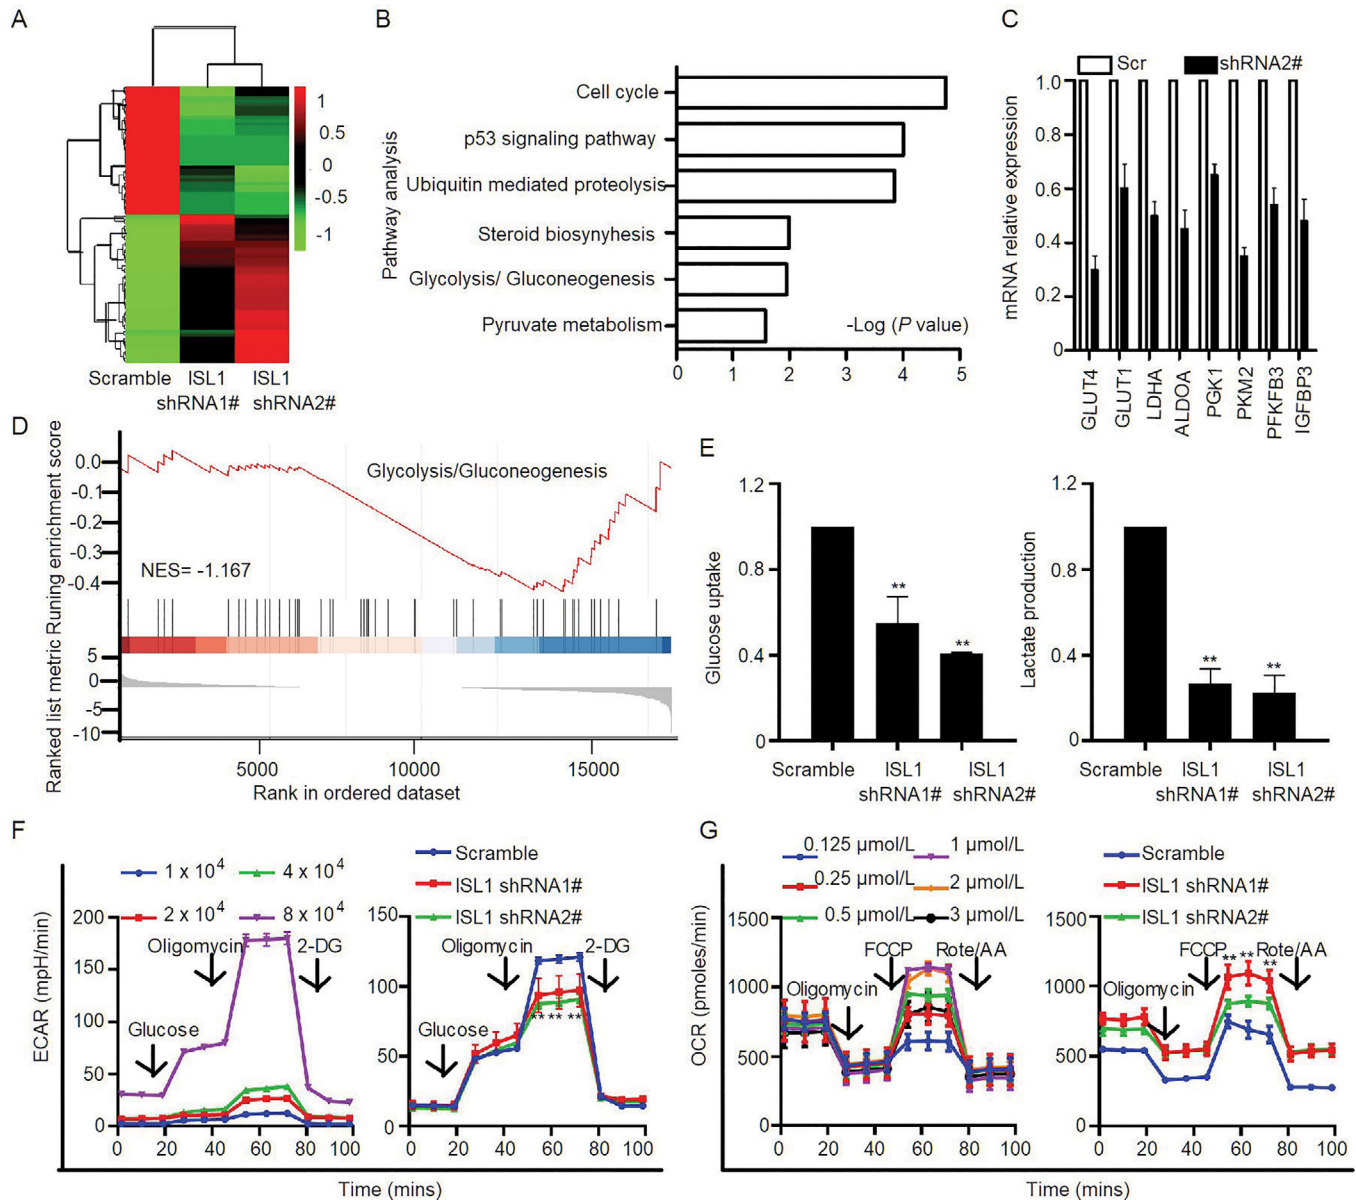 A
1
0.5
0
-0.5
-1
Scramble
ISL1
shRNA1#
ISL1
shRNA2#
B
Pathway analysis
Cell cycle
p53 signaling pathway
Ubiquitin mediated proteolysis
Steroid biosynyhesis
Glycolysis/ Gluconeogenesis
Pyruvate metabolism
-Log (P value)
0 1 2 3 4 5
C
Scr
shRNA2#
mRNA relative expression
1.0
0.8
0.6
0.4
0.2
0
GLUT4
GLUT1
LDHA
ALDOA
PGK1
PKM2
PFKFB3
IGFBP3
D
Ranked list metric Runing enrichment score
0.0
-0.1
-0.2
-0.3
-0.4
Glycolysis/Gluconeogenesis
NES= -1.167
5
0
-5
-10
5000 10000 15000
Rank in ordered dataset
E
Glucose uptake
1.2
0.8
0.4
0
**
**
Scramble
ISL1
shRNA1#
ISL1
shRNA2#
Lactate production
1.2
0.8
0.4
0
**
**
Scramble
ISL1
shRNA1#
ISL1
shRNA2#
F
1 x 10⁴
4 x 10⁴
2 x 10⁴
8 x 10⁴
ECAR (mpH/min)
200
150
100
50
0
Oligomycin
2-DG
Glucose
0 20 40 60 80 100
Scramble
ISL1 shRNA1#
ISL1 shRNA2#
150
100
50
0
Oligomycin
2-DG
Glucose
** ** **
0 20 40 60 80 100
Time (mins)
G
0.125 µmol/L
1 µmol/L
0.25 µmol/L
2 µmol/L
0.5 µmol/L
3 µmol/L
OCR (pmoles/min)
1500
1000
500
0
FCCP
Rote/AA
Oligomycin
0 20 40 60 80 100
Scramble
ISL1 shRNA1#
ISL1 shRNA2#
1500
1000
500
0
FCCP
Rote/AA
** ** **
Oligomycin
0 20 40 60 80 100
Time (mins)